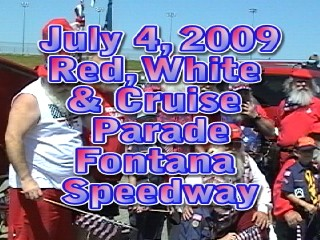 July 4, 2009
Red, White
& Cruise
Parade
Fontana
Speedway